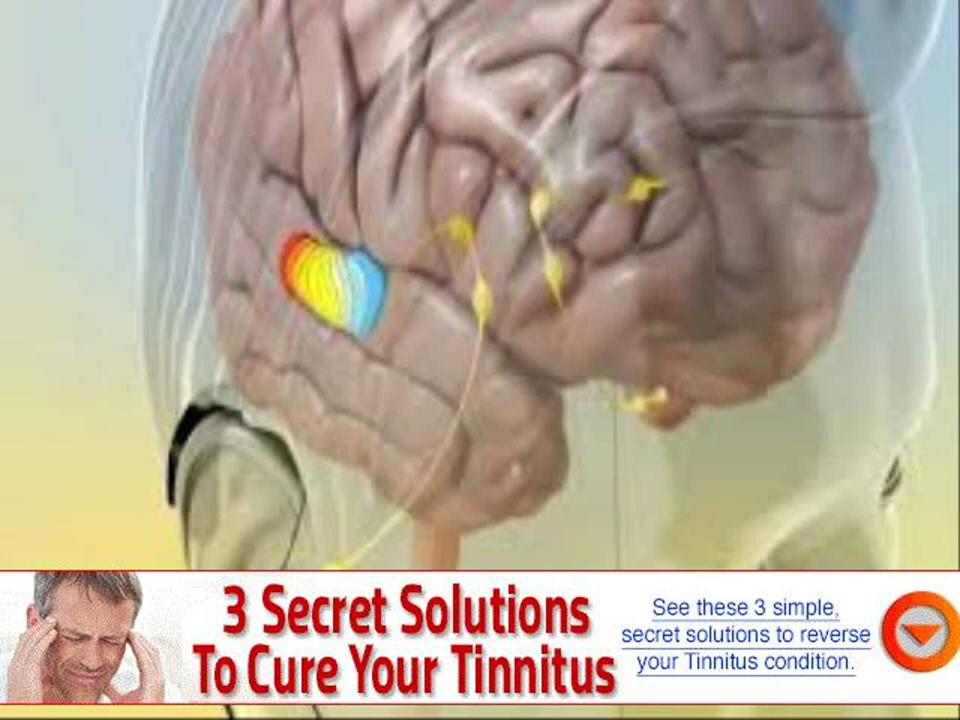 3 Secret Solutions
To Cure Your Tinnitus
See these 3 simple,
secret solutions to reverse
your Tinnitus condition.